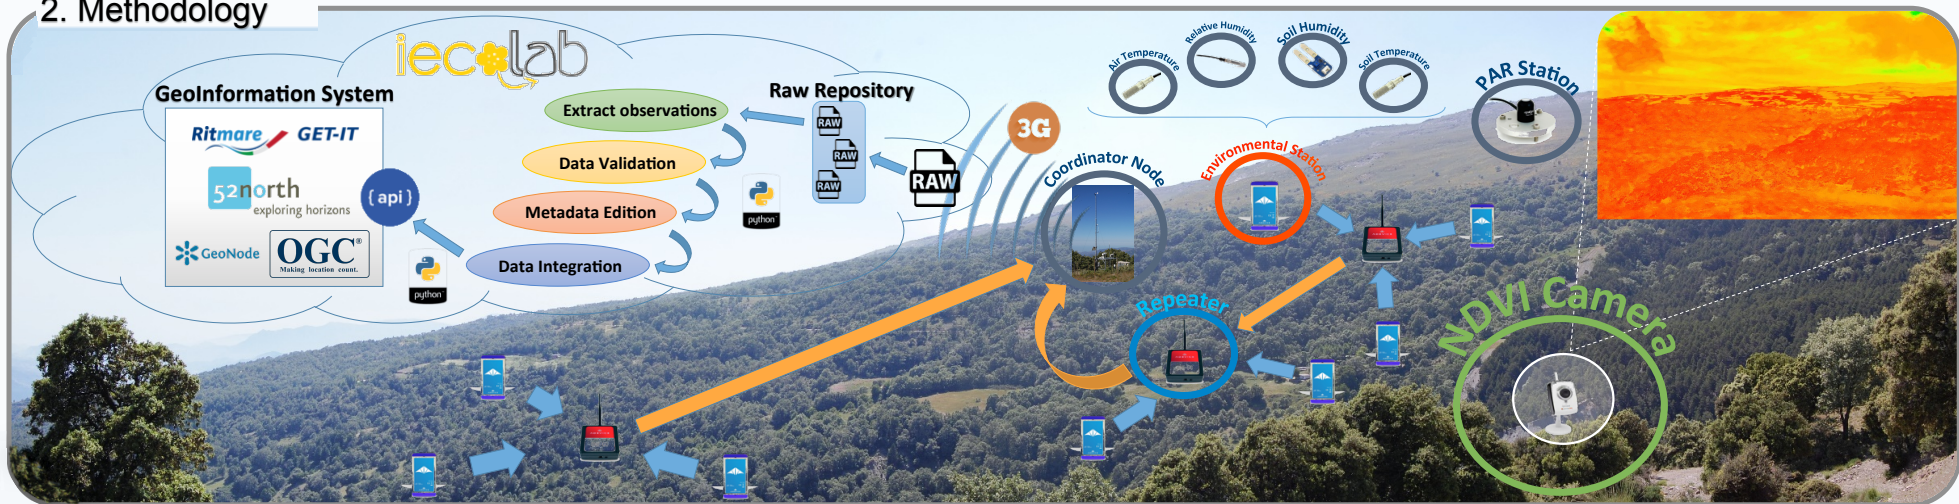 2. Methodology
iecolab
GeoInformation System
Ritmare GET-IT
52north
exploring horizons
{ api }
GeoNode
OGC®
Making location count.
python
Extract observations
Data Validation
Metadata Edition
Data Integration
python
Raw Repository
RAW
RAW
RAW
RAW
3G
Coordinator Node
Air Temperature
Relative Humidity
Soil Humidity
Soil Temperature
Environmental Station
PAR Station
Repeater
NDVI Camera